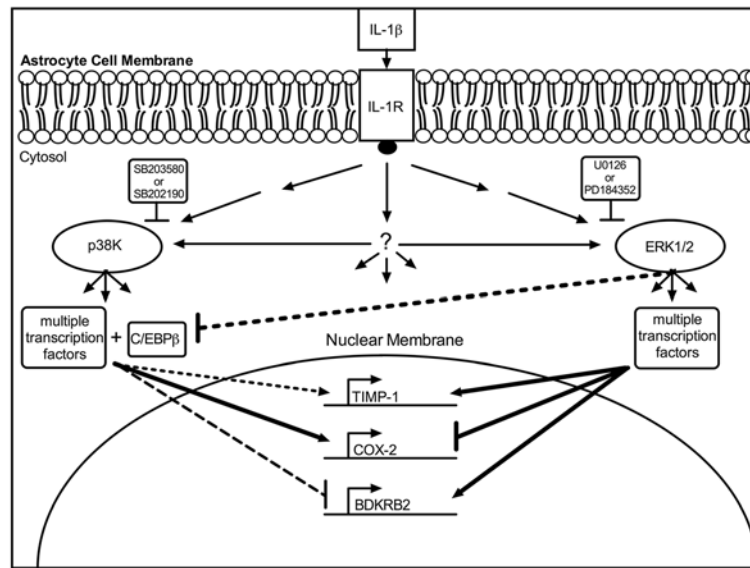 IL-1β
Astrocyte Cell Membrane
IL-1R
Cytosol
SB203580
or
SB202190
U0126
or
PD184352
p38K
?
ERK1/2
multiple
transcription
factors
+
C/EBPβ
multiple
transcription
factors
Nuclear Membrane
TIMP-1
COX-2
BDKRB2